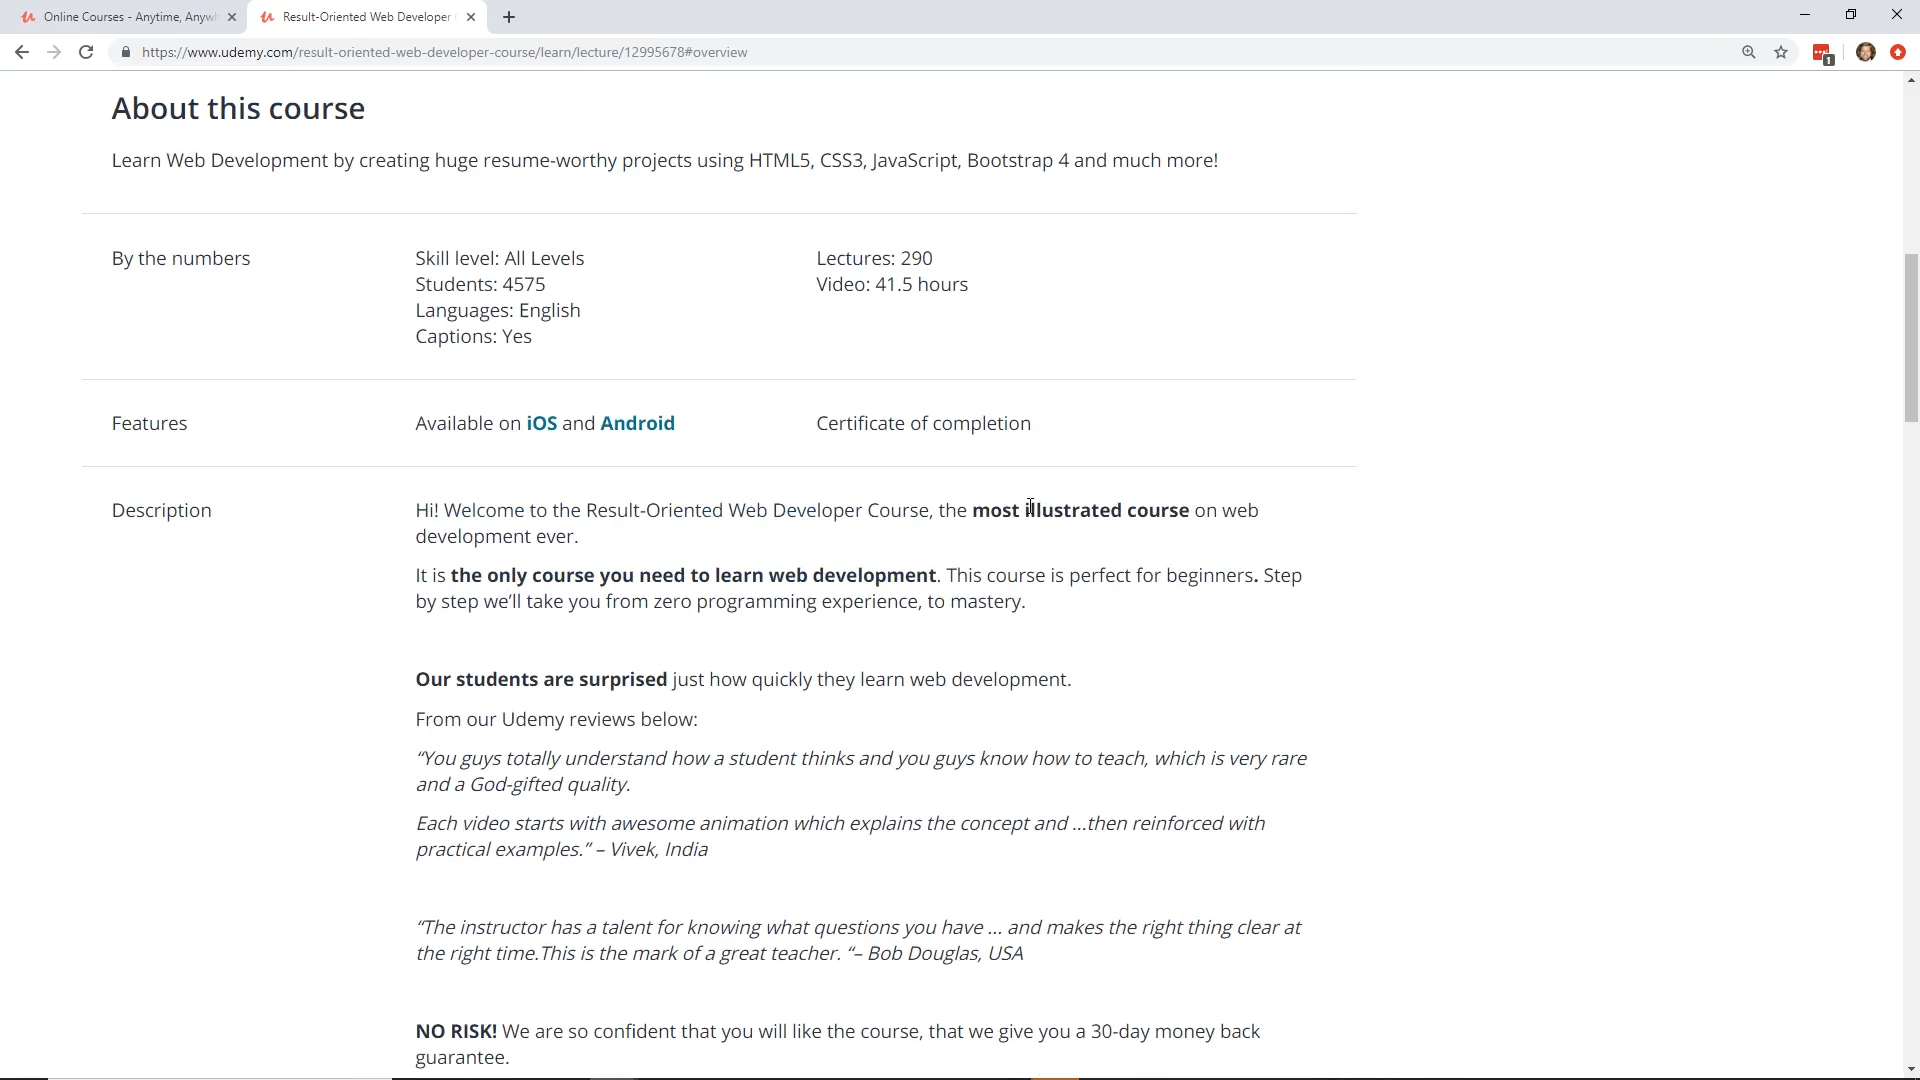 Online Courses - Anytime, Anyw
Result-Oriented Web Developer
https://www.udemy.com/result-oriented-web-developer-course/learn/lecture/12995678#overview
1
About this course
Learn Web Development by creating huge resume-worthy projects using HTML5, CSS3, JavaScript, Bootstrap 4 and much more!
By the numbers
Skill level: All Levels
Students: 4575
Languages: English
Captions: Yes
Lectures: 290
Video: 41.5 hours
Features
Available on iOS and Android
Certificate of completion
Description
Hi! Welcome to the Result-Oriented Web Developer Course, the most illustrated course on web
development ever.
It is the only course you need to learn web development. This course is perfect for beginners. Step
by step we’ll take you from zero programming experience, to mastery.
Our students are surprised just how quickly they learn web development.
From our Udemy reviews below:
“You guys totally understand how a student thinks and you guys know how to teach, which is very rare
and a God-gifted quality.
Each video starts with awesome animation which explains the concept and ...then reinforced with
practical examples.” – Vivek, India
“The instructor has a talent for knowing what questions you have ... and makes the right thing clear at
the right time.This is the mark of a great teacher. “– Bob Douglas, USA
NO RISK! We are so confident that you will like the course, that we give you a 30-day money back
guarantee.